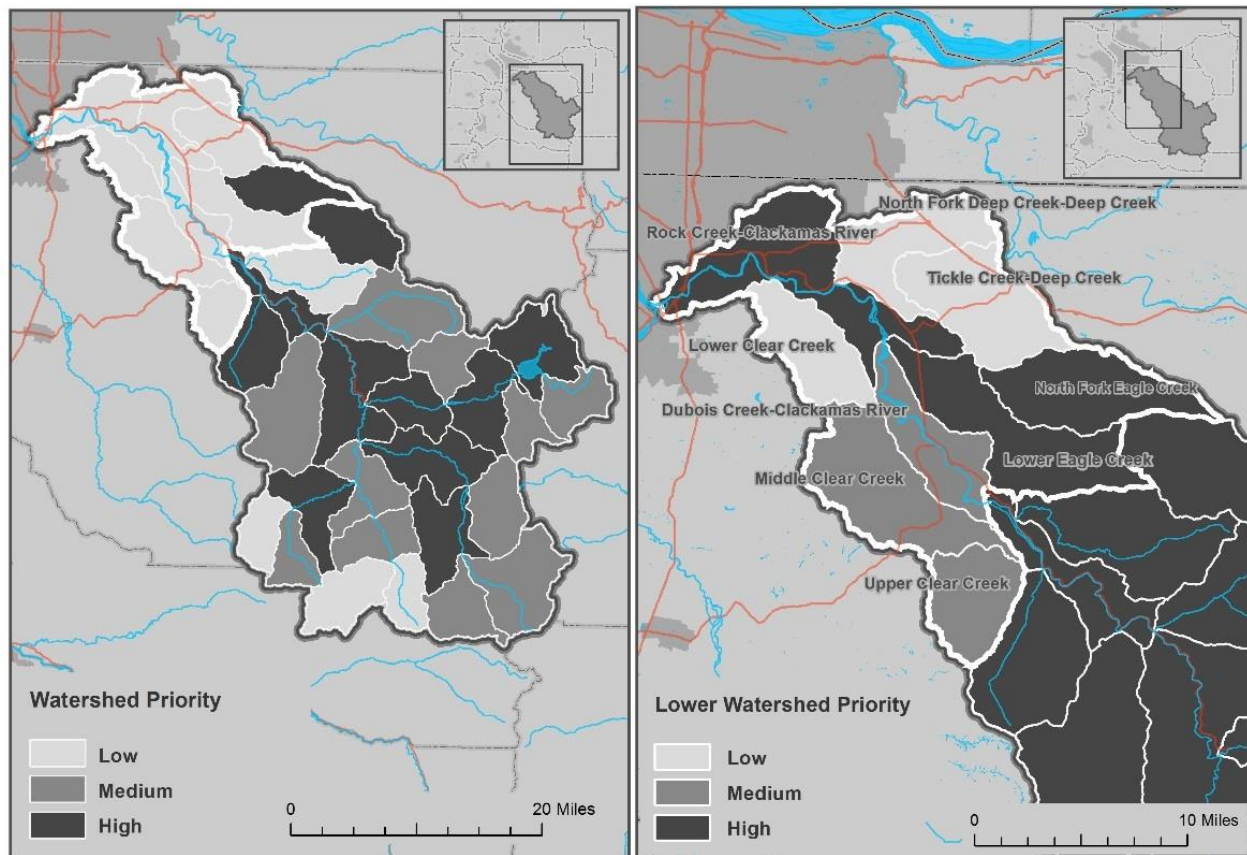 Watershed Priority
Low
Medium
High
0 20 Miles
North Fork Deep Creek-Deep Creek
Rock Creek-Clackamas River
Tickle Creek-Deep Creek
Lower Clear Creek
North Fork Eagle Creek
Dubois Creek-Clackamas River
Lower Eagle Creek
Middle Clear Creek
Upper Clear Creek
Lower Watershed Priority
Low
Medium
High
0 10 Miles